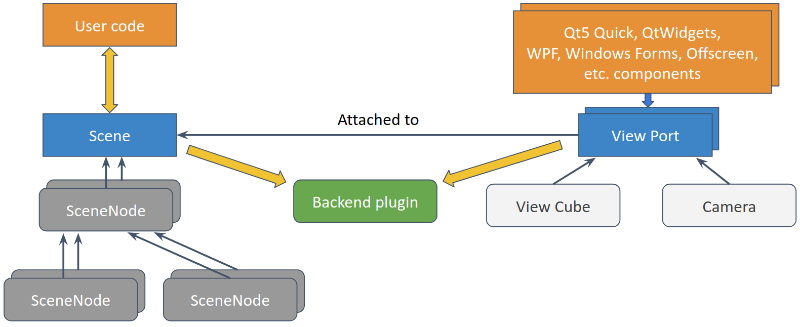 User code
Qt5 Quick, QtWidgets,
WPF, Windows Forms, Offscreen,
etc. components
Scene
Attached to
View Port
SceneNode
Backend plugin
View Cube
Camera
SceneNode
SceneNode